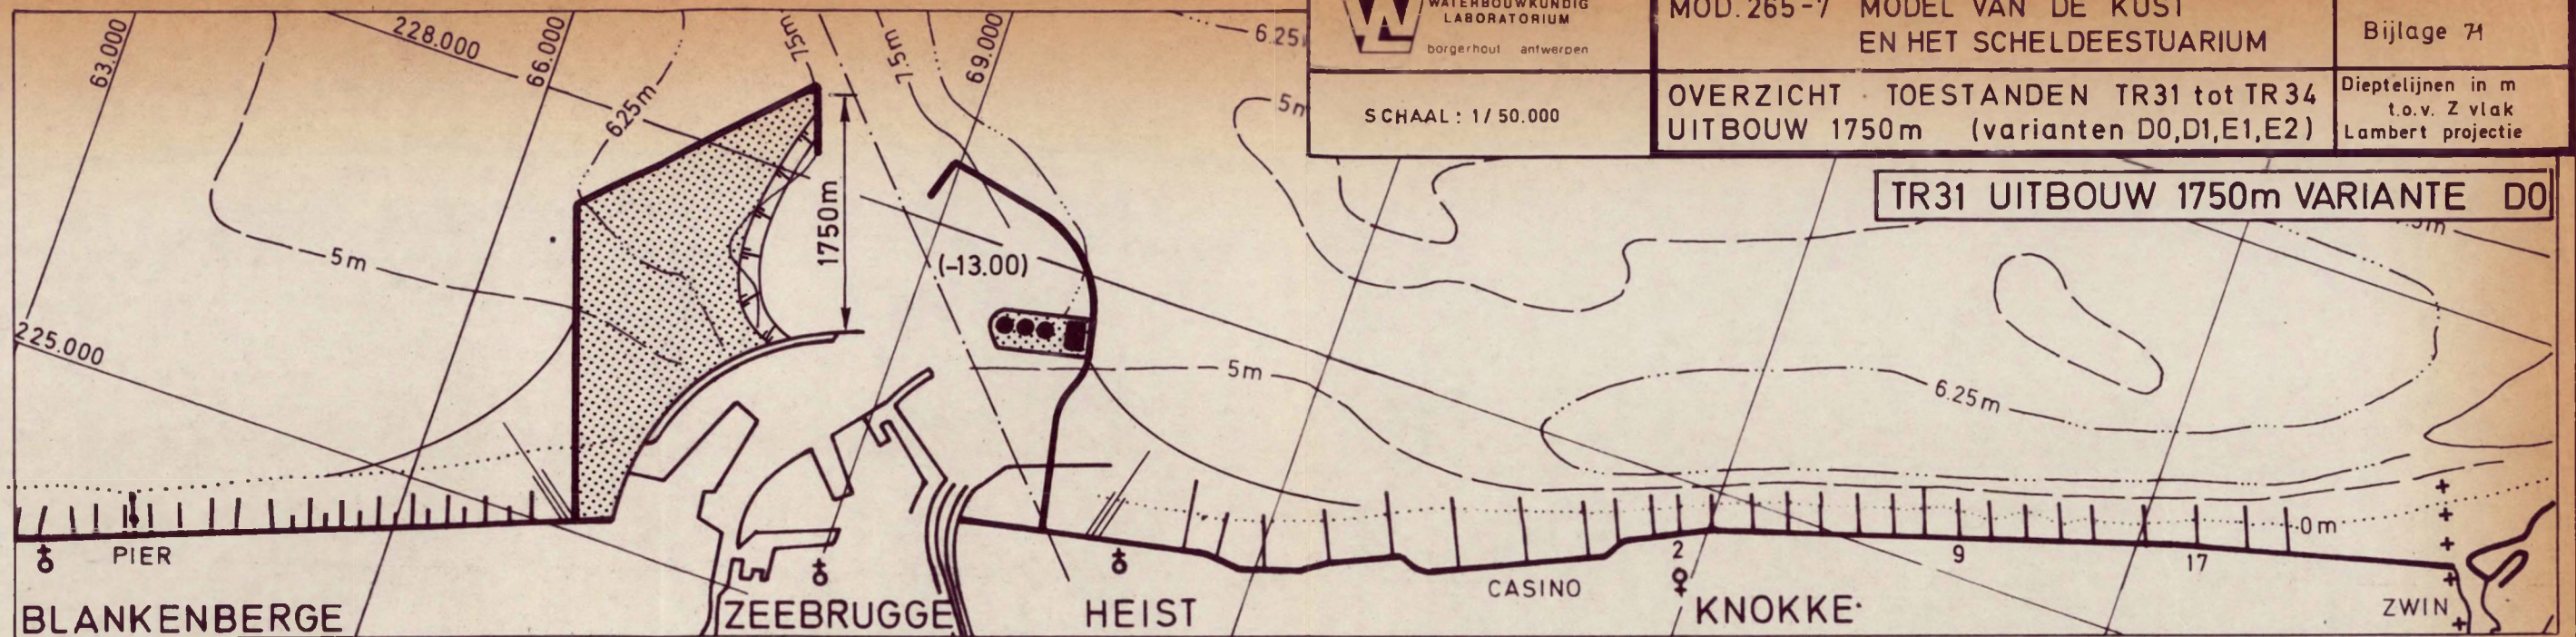 WATERBOUWKUNDIG
LABORATORIUM
borgerhout antwerpen
MOD. 265-7 MODEL VAN DE KUST
EN HET SCHELDEESTUARIUM
Bijlage 71
SCHAAL: 1/50.000
OVERZICHT TOESTANDEN TR31 tot TR34
UITBOUW 1750m (varianten D0,D1,E1,E2)
Dieptelijnen in m
t.o.v. Z vlak
Lambert projectie
TR31 UITBOUW 1750m VARIANTE D0
63.000
228.000
66.000
6.25m
7.5m
7.5m
69.000
6.25
5m
1750m
(-13.00)
5m
225.000
5m
6.25m
0m
PIER
2
9
17
CASINO
BLANKENBERGE
ZEEBRUGGE
HEIST
KNOKKE
ZWIN